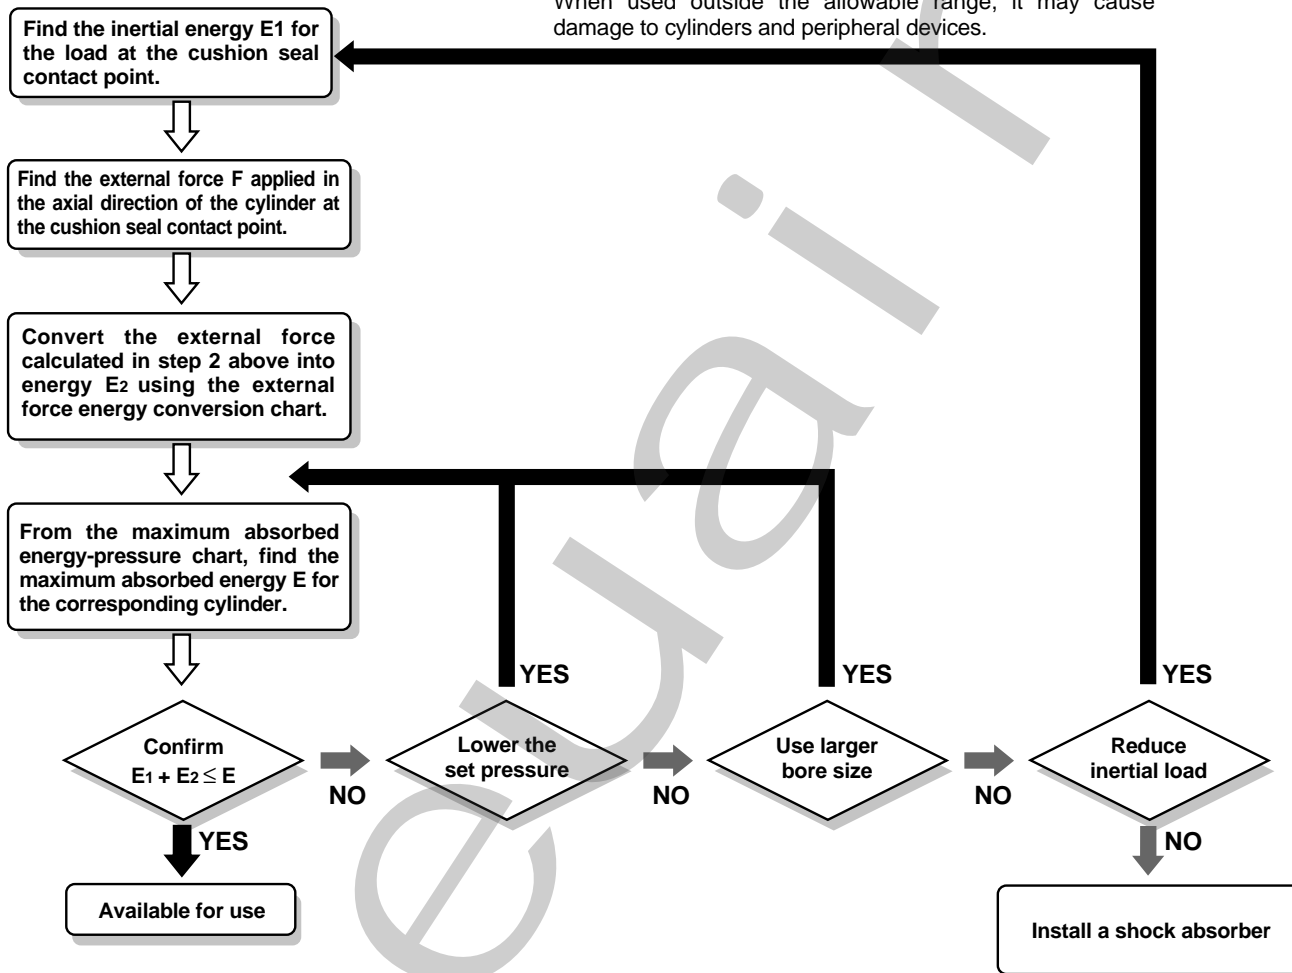 When used outside the allowable range, it may cause
damage to cylinders and peripheral devices.
Find the inertial energy E1 for
the load at the cushion seal
contact point.
Find the external force F applied in
the axial direction of the cylinder at
the cushion seal contact point.
Convert the external force
calculated in step 2 above into
energy E2 using the external
force energy conversion chart.
From the maximum absorbed
energy-pressure chart, find the
maximum absorbed energy E for
the corresponding cylinder.
YES
YES
YES
Confirm
E1 + E2 ≤ E
NO
Lower the
set pressure
NO
Use larger
bore size
NO
Reduce
inertial load
YES
NO
Available for use
Install a shock absorber